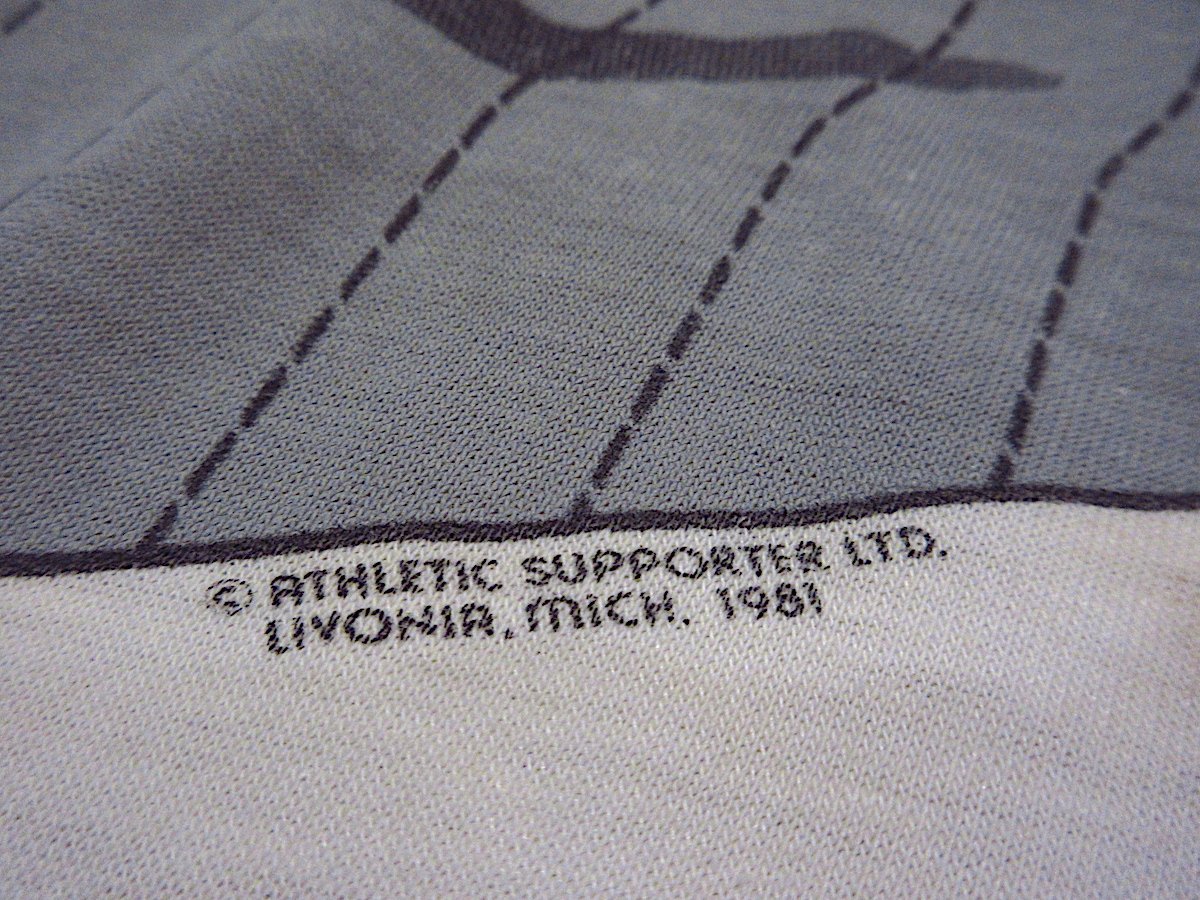 © ATHLETIC SUPPORTER LTD.
LIVONIA, MICH. 1981